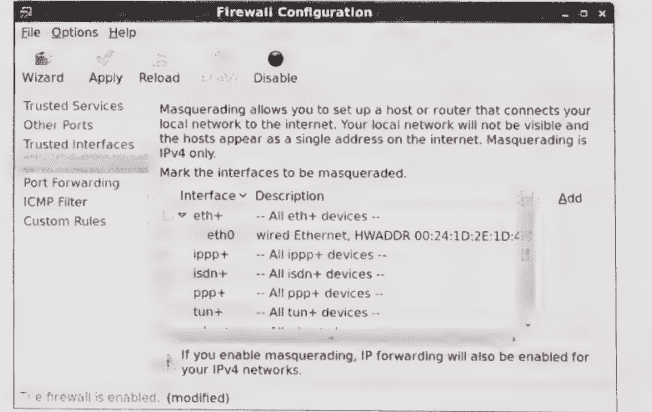 Firewall Configuration
File Options Help
Wizard Apply Reload Disable
Trusted Services
Other Ports
Trusted Interfaces
Port Forwarding
ICMP Filter
Custom Rules
Masquerading allows you to set up a host or router that connects your
local network to the internet. Your local network will not be visible and
the hosts appear as a single address on the internet. Masquerading is
IPv4 only.
Mark the interfaces to be masqueraded.
Interface Description
eth+ -- All eth+ devices --
eth0 wired Ethernet, HWADDR 00:24:1D:2E:1D:
ippp+ -- All ippp+ devices --
isdn+ -- All isdn+ devices --
ppp+ -- All ppp+ devices --
tun+ -- All tun+ devices --
Add
If you enable masquerading, IP forwarding will also be enabled for
your IPv4 networks.
The firewall is enabled. (modified)